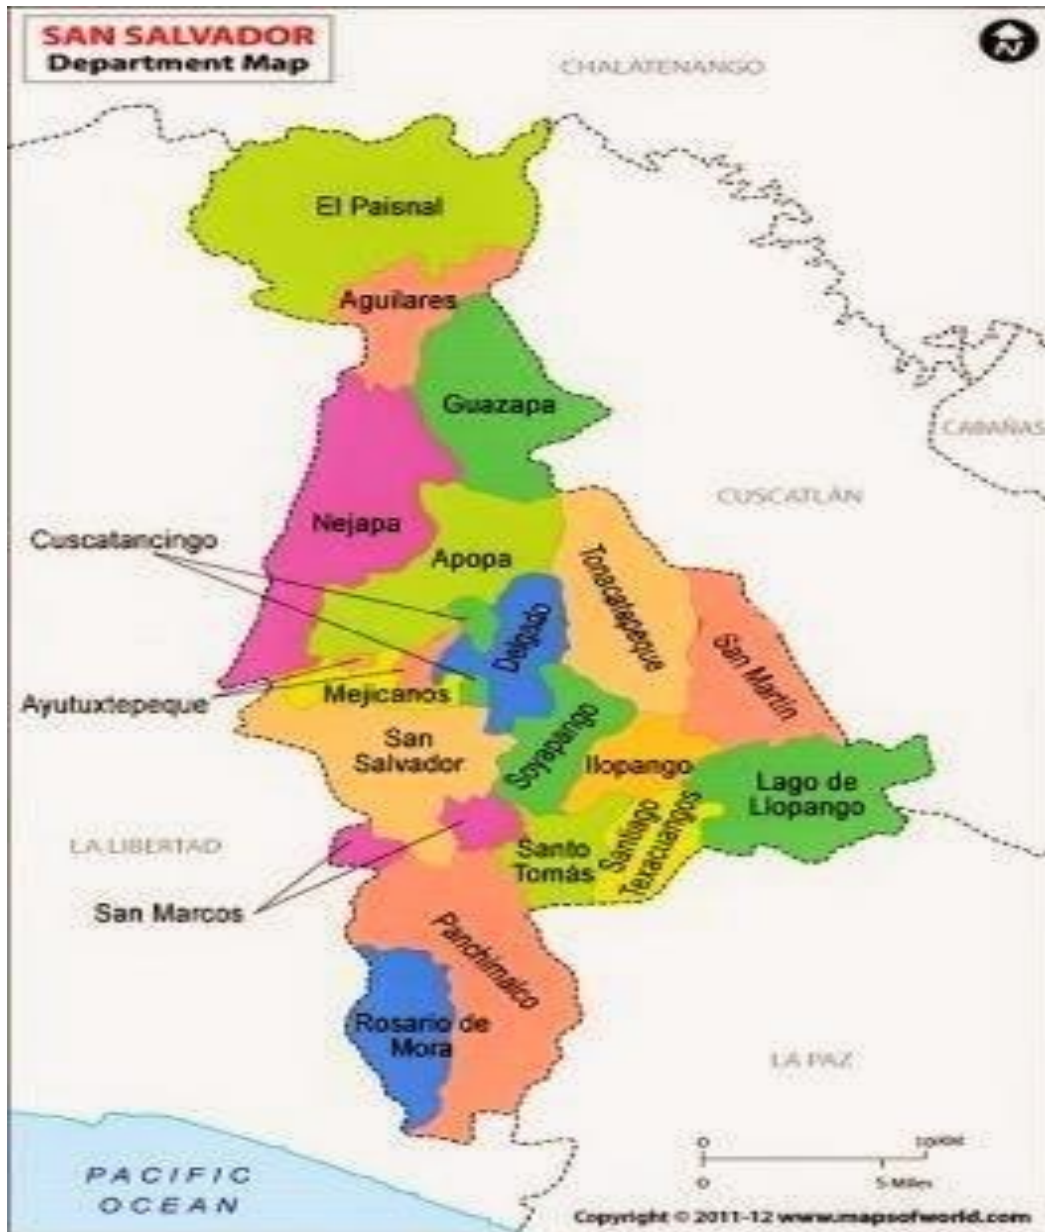 SAN SALVADOR
Department Map
N
CHALATENANGO
El Paisnal
Aguilares
Guazapa
CABAÑAS
CUSCATLÁN
Nejapa
Cuscatancingo
Apopa
Tonacatepeque
Delgado
San Martín
Ayutuxtepeque
Mejicanos
San
Salvador
Soyapango
Ilopango
Lago de
Llopango
LA LIBERTAD
Santo
Tomás
Santiago
Texacuangos
San Marcos
Panchimalco
Rosario de
Mora
LA PAZ
PACIFIC
OCEAN
0
10 KM
0
5 Miles
Copyright © 2011-12 www.mapsofworld.com